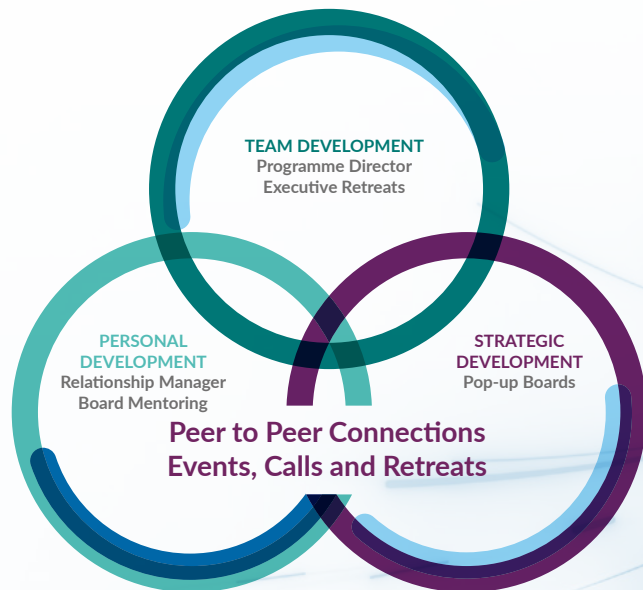 TEAM DEVELOPMENT
Programme Director
Executive Retreats
PERSONAL
DEVELOPMENT
Relationship Manager
Board Mentoring
STRATEGIC
DEVELOPMENT
Pop-up Boards
Peer to Peer Connections
Events, Calls and Retreats